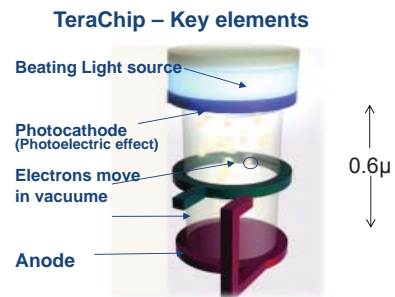 TeraChip – Key elements
Beating Light source
Photocathode
(Photoelectric effect)
Electrons move
in vacuume
0.6μ
Anode